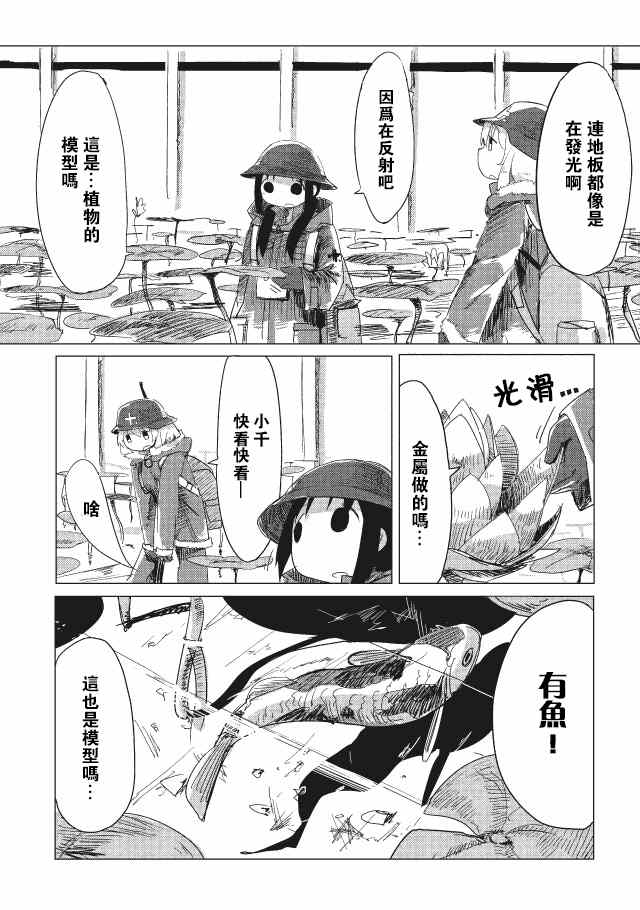 連地板都像是
在發光啊
因爲在反射吧
這是…植物的
模型嗎
光滑…
金屬做的嗎…
小千
快看快看—
啥
有魚！
這也是模型嗎…